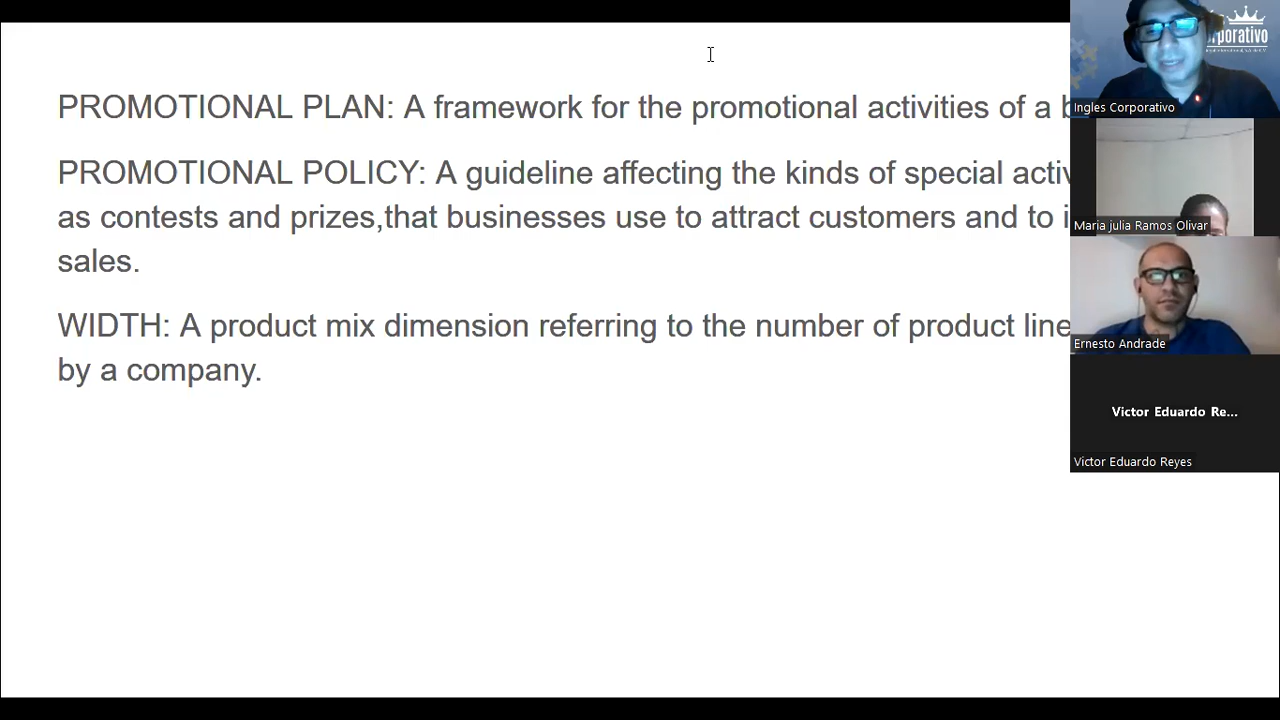 PROMOTIONAL PLAN: A framework for the promotional activities of a
PROMOTIONAL POLICY: A guideline affecting the kinds of special
as contests and prizes,that businesses use to attract customers and to
sales.
WIDTH: A product mix dimension referring to the number of product line
by a company.
Ingles Corporativo
Maria julia Ramos Olivar
Ernesto Andrade
Victor Eduardo Re...
Victor Eduardo Reyes